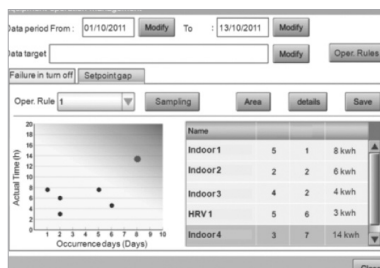 Data period From : 01/10/2011 Modify To : 13/10/2011 Modify
Data target Modify Oper. Rules
Failure in turn off Setpoint gap
Oper. Rule 1 Sampling Area details Save
Actual Time (h)
20
18
16
14
12
10
8
6
4
2
0
1 2 3 4 5 6 7 8 9 10
Occurrence days (Days)
Name
Indoor 1 5 1 8 kwh
Indoor2 2 2 6 kwh
Indoor3 4 2 4 kwh
HRV 1 5 6 3 kwh
Indoor 4 3 7 14 kwh